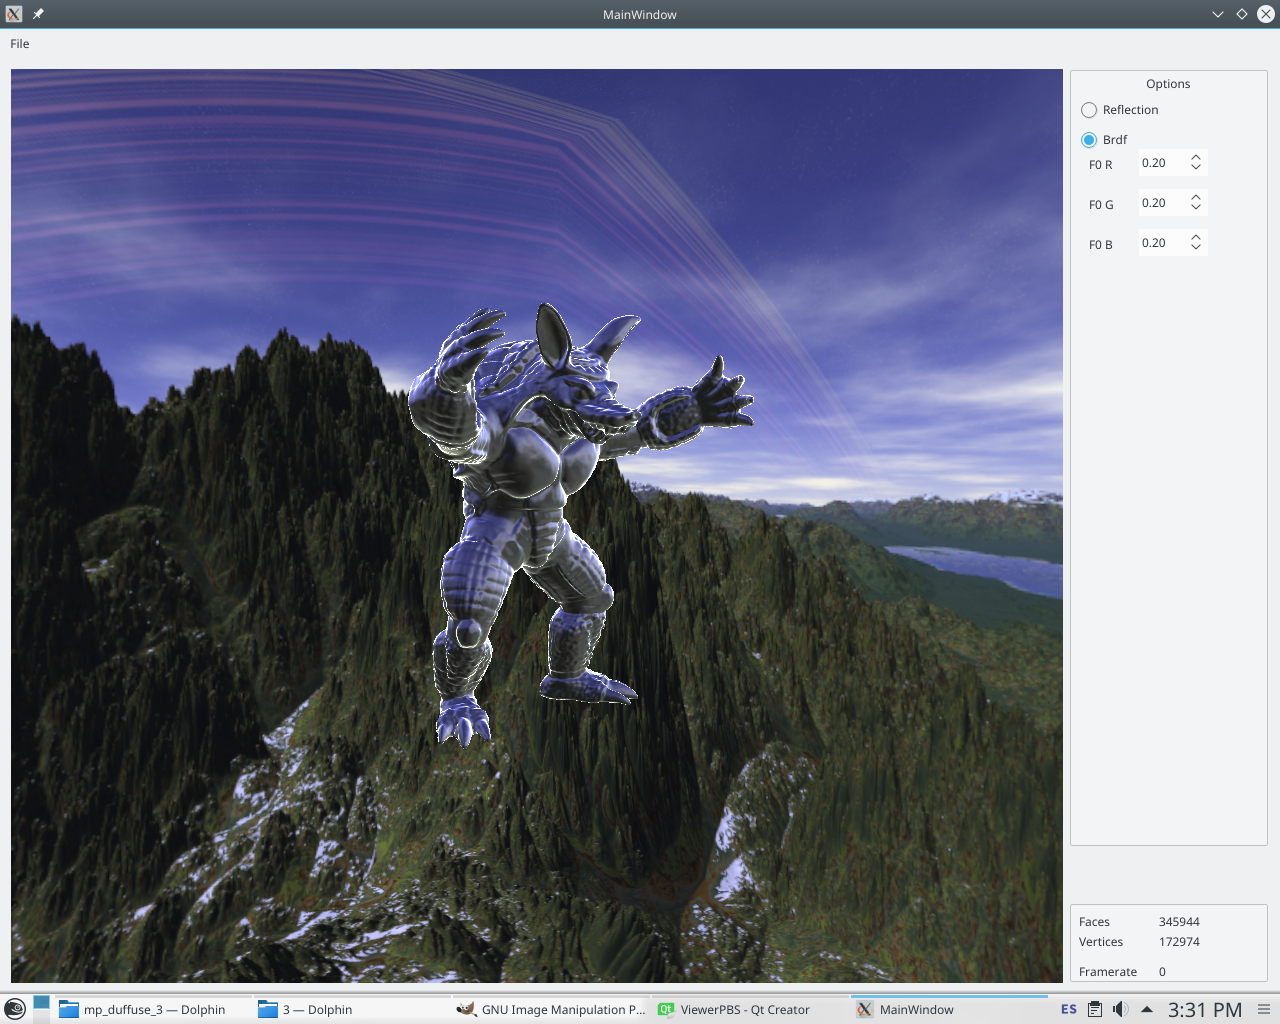 MainWindow
File
Options
Reflection
Brdf
F0 R 0.20
F0 G 0.20
F0 B 0.20
Faces 345944
Vertices 172974
Framerate 0
mp_duffuse_3 — Dolphin 3 — Dolphin GNU Image Manipulation P... ViewerPBS - Qt Creator MainWindow ES 3:31 PM